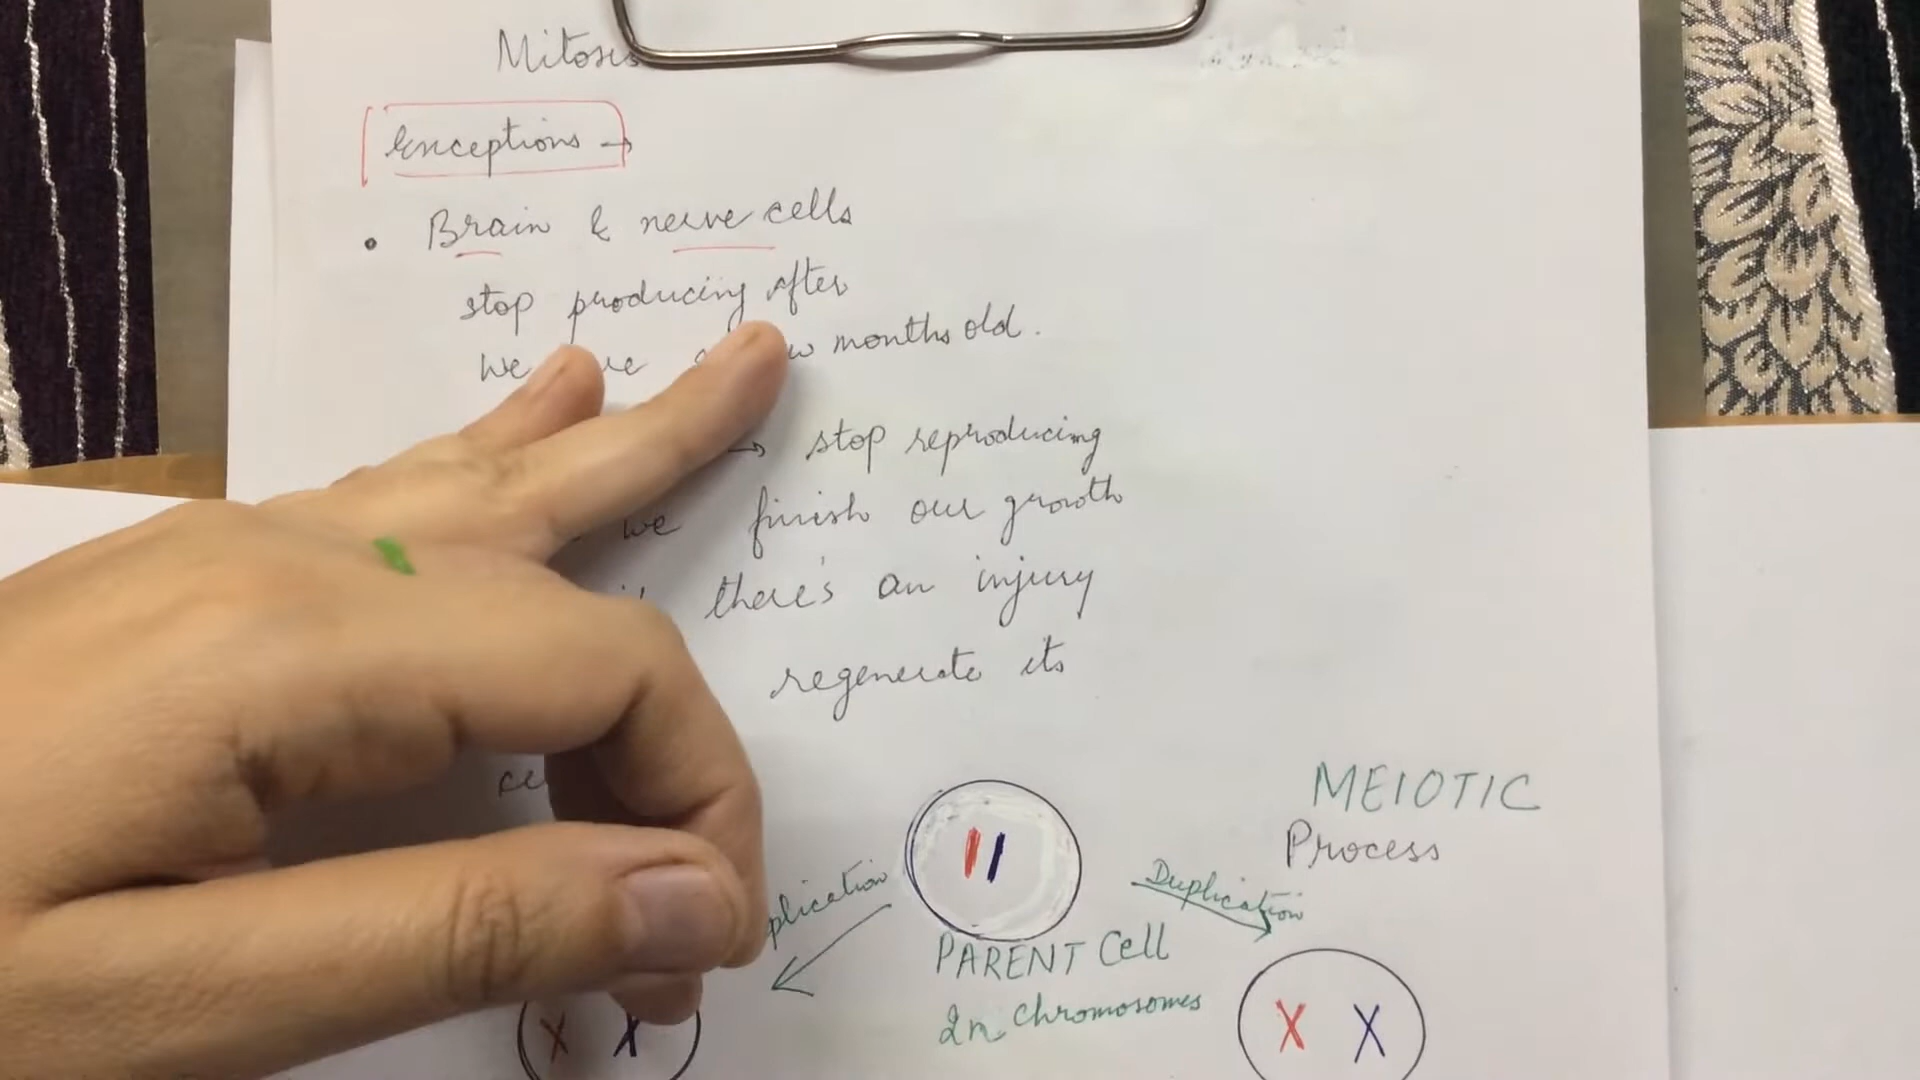 Mitosis
Exceptions →
• Brain & nerve cells
stop producing after
we months old.
→ stop reproducing
we finish our growth
there's an injury
regenerate its
MEIOTIC
Process
plication
Duplication
PARENT Cell
2n Chromosomes